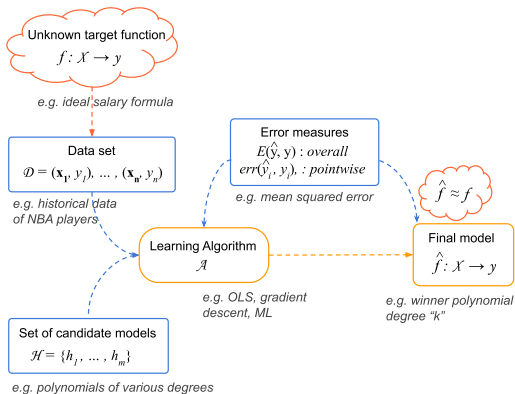 Unknown target function
f : 𝒳 → y
e.g. ideal salary formula
Data set
𝒟 = (x₁, y₁), ... , (xₙ, yₙ)
e.g. historical data
of NBA players
Error measures
E(ŷ, y) : overall
err(ŷᵢ, yᵢ), : pointwise
e.g. mean squared error
f̂ ≈ f
Learning Algorithm
𝒜
e.g. OLS, gradient
descent, ML
Final model
f̂ : 𝒳 → y
e.g. winner polynomial
degree “k”
Set of candidate models
ℋ = {h₁ , ... , hₘ}
e.g. polynomials of various degrees